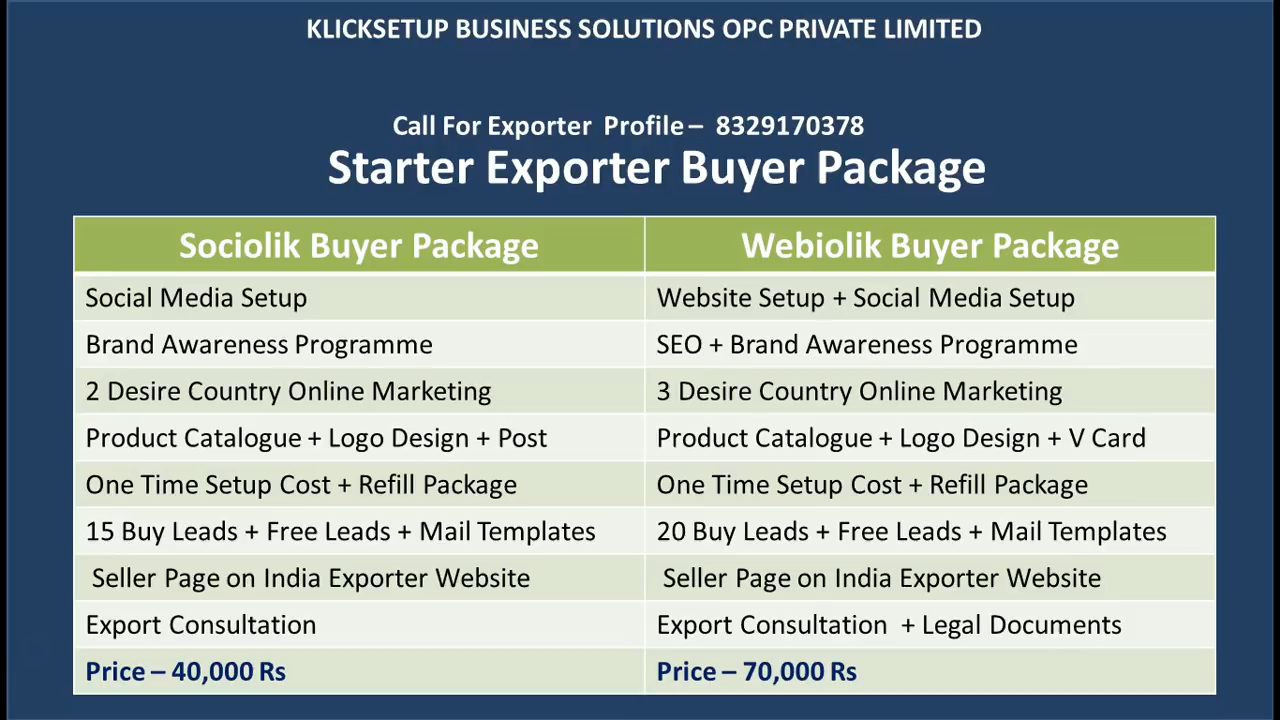 KLICKSETUP BUSINESS SOLUTIONS OPC PRIVATE LIMITED
Call For Exporter Profile – 8329170378
Starter Exporter Buyer Package
Sociolik Buyer Package
Webiolik Buyer Package
Social Media Setup
Website Setup + Social Media Setup
Brand Awareness Programme
SEO + Brand Awareness Programme
2 Desire Country Online Marketing
3 Desire Country Online Marketing
Product Catalogue + Logo Design + Post
Product Catalogue + Logo Design + V Card
One Time Setup Cost + Refill Package
One Time Setup Cost + Refill Package
15 Buy Leads + Free Leads + Mail Templates
20 Buy Leads + Free Leads + Mail Templates
Seller Page on India Exporter Website
Seller Page on India Exporter Website
Export Consultation
Export Consultation + Legal Documents
Price – 40,000 Rs
Price – 70,000 Rs